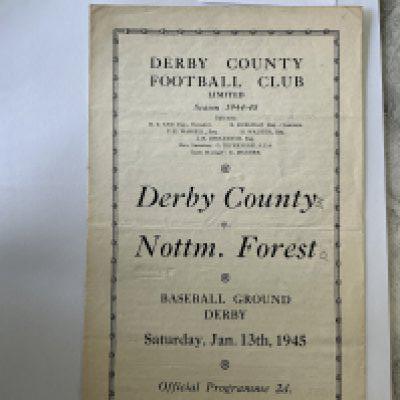 DERBY COUNTY
FOOTBALL CLUB
LIMITED
Season 1944-45
Derby County
v.
Nottm. Forest
BASEBALL GROUND
DERBY
Saturday, Jan. 13th, 1945
Official Programme 2d.